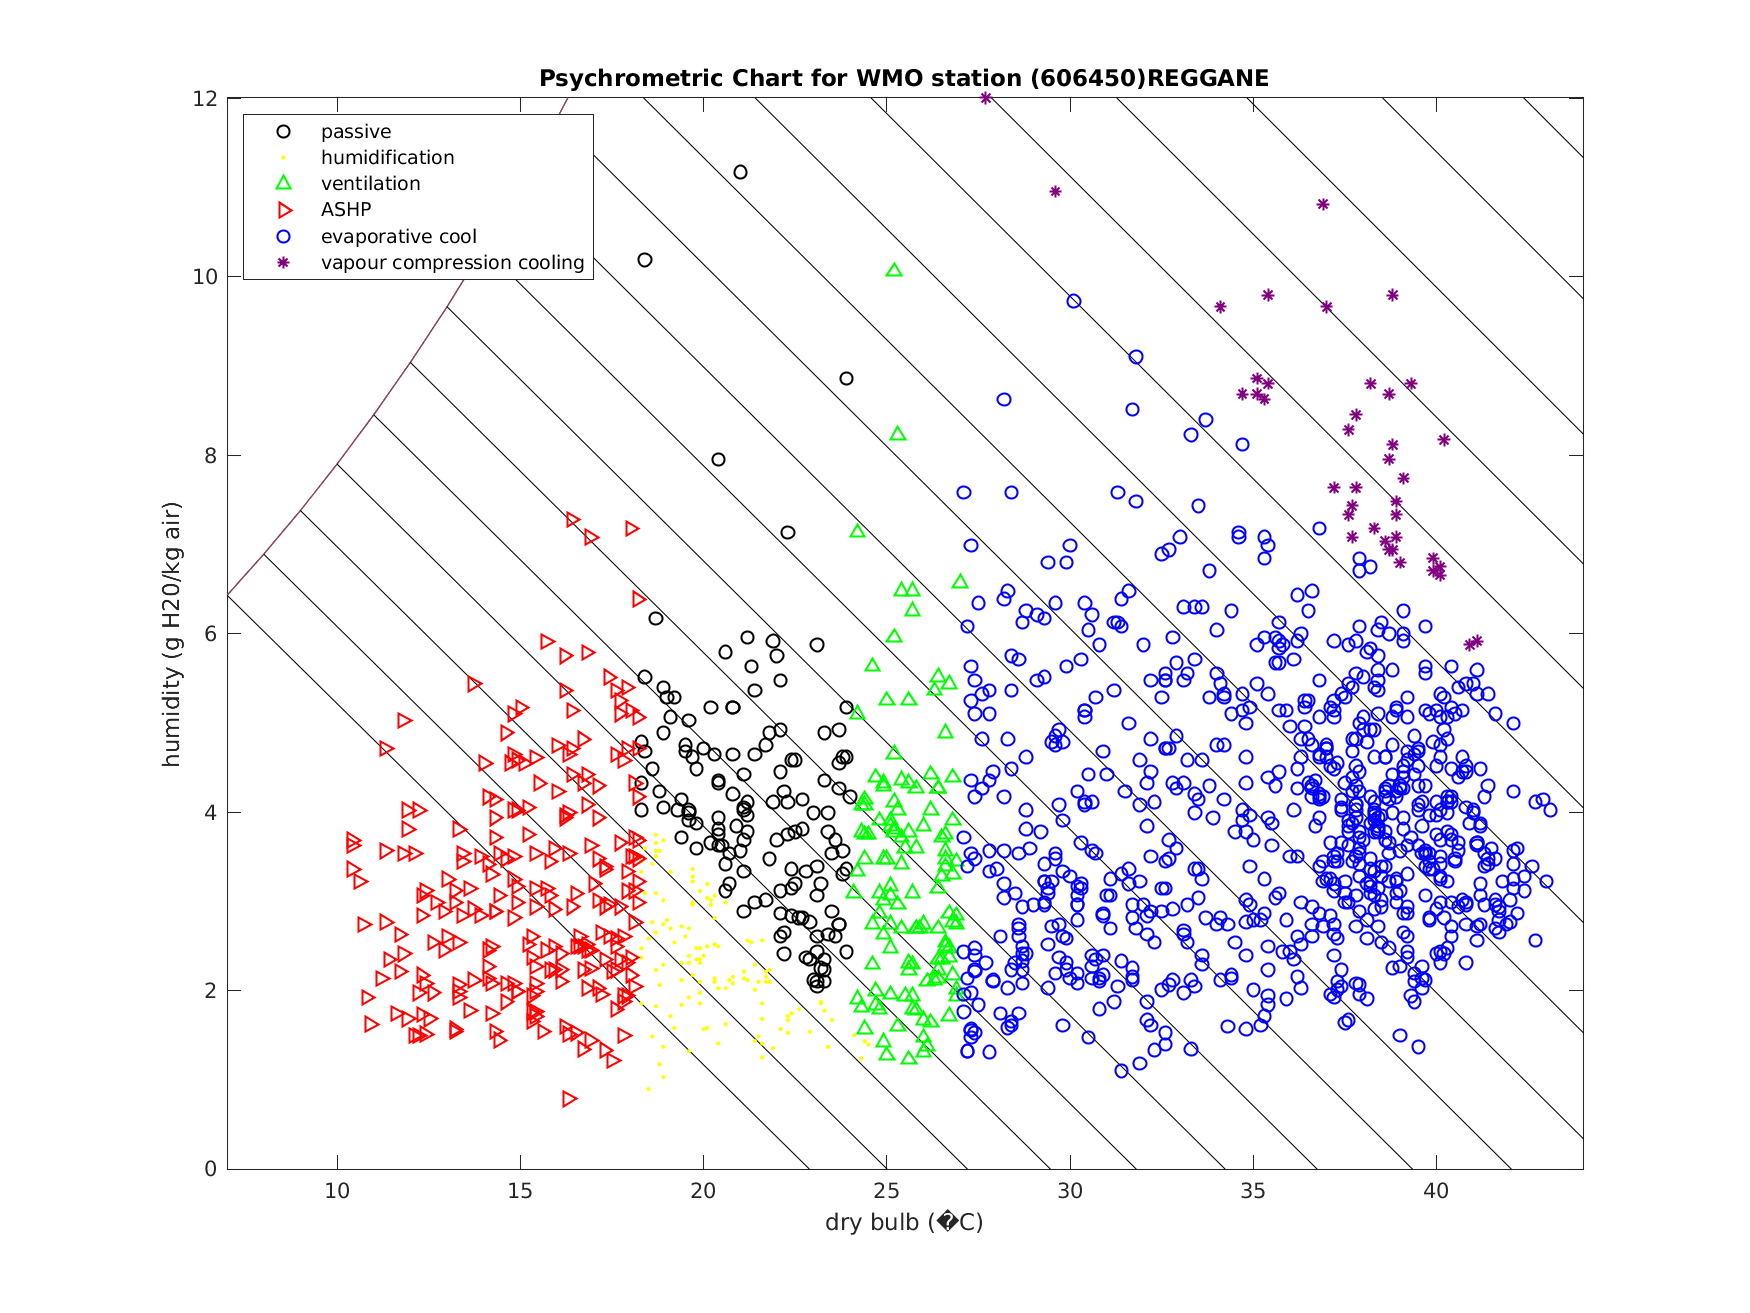 Psychrometric Chart for WMO station (606450)REGGANE
passive
humidification
ventilation
ASHP
evaporative cool
vapour compression cooling
12
10
8
6
4
2
0
humidity (g H20/kg air)
10 15 20 25 30 35 40
dry bulb (�C)